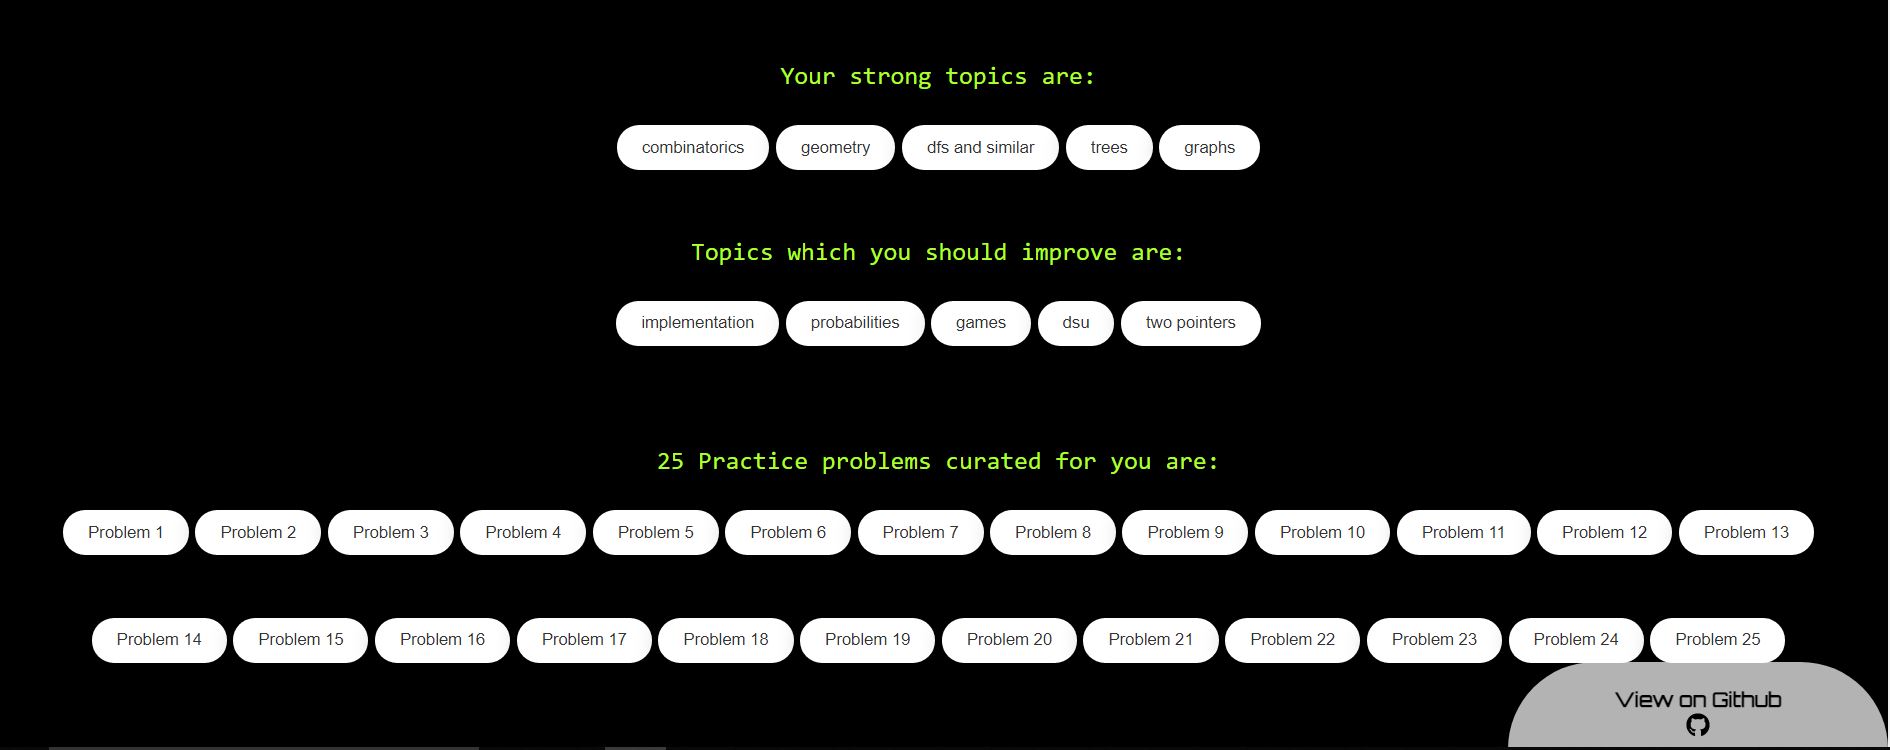 Your strong topics are:
combinatorics geometry dfs and similar trees graphs
Topics which you should improve are:
implementation probabilities games dsu two pointers
25 Practice problems curated for you are:
Problem 1 Problem 2 Problem 3 Problem 4 Problem 5 Problem 6 Problem 7 Problem 8 Problem 9 Problem 10 Problem 11 Problem 12 Problem 13
Problem 14 Problem 15 Problem 16 Problem 17 Problem 18 Problem 19 Problem 20 Problem 21 Problem 22 Problem 23 Problem 24 Problem 25
View on Github